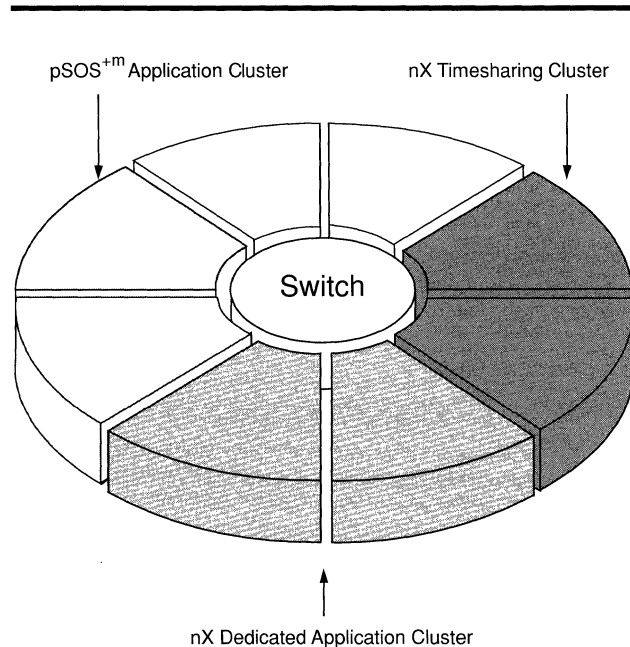 pSOS+m Application Cluster
nX Timesharing Cluster
Switch
nX Dedicated Application Cluster